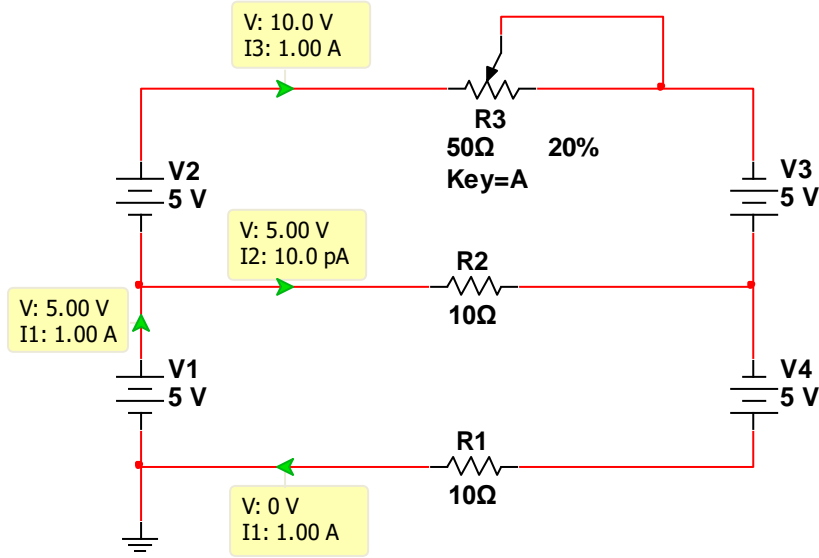 V: 10.0 V
I3: 1.00 A
R3
50Ω 20%
Key=A
V2
5 V
V3
5 V
V: 5.00 V
I2: 10.0 pA
R2
10Ω
V: 5.00 V
I1: 1.00 A
V1
5 V
V4
5 V
R1
10Ω
V: 0 V
I1: 1.00 A